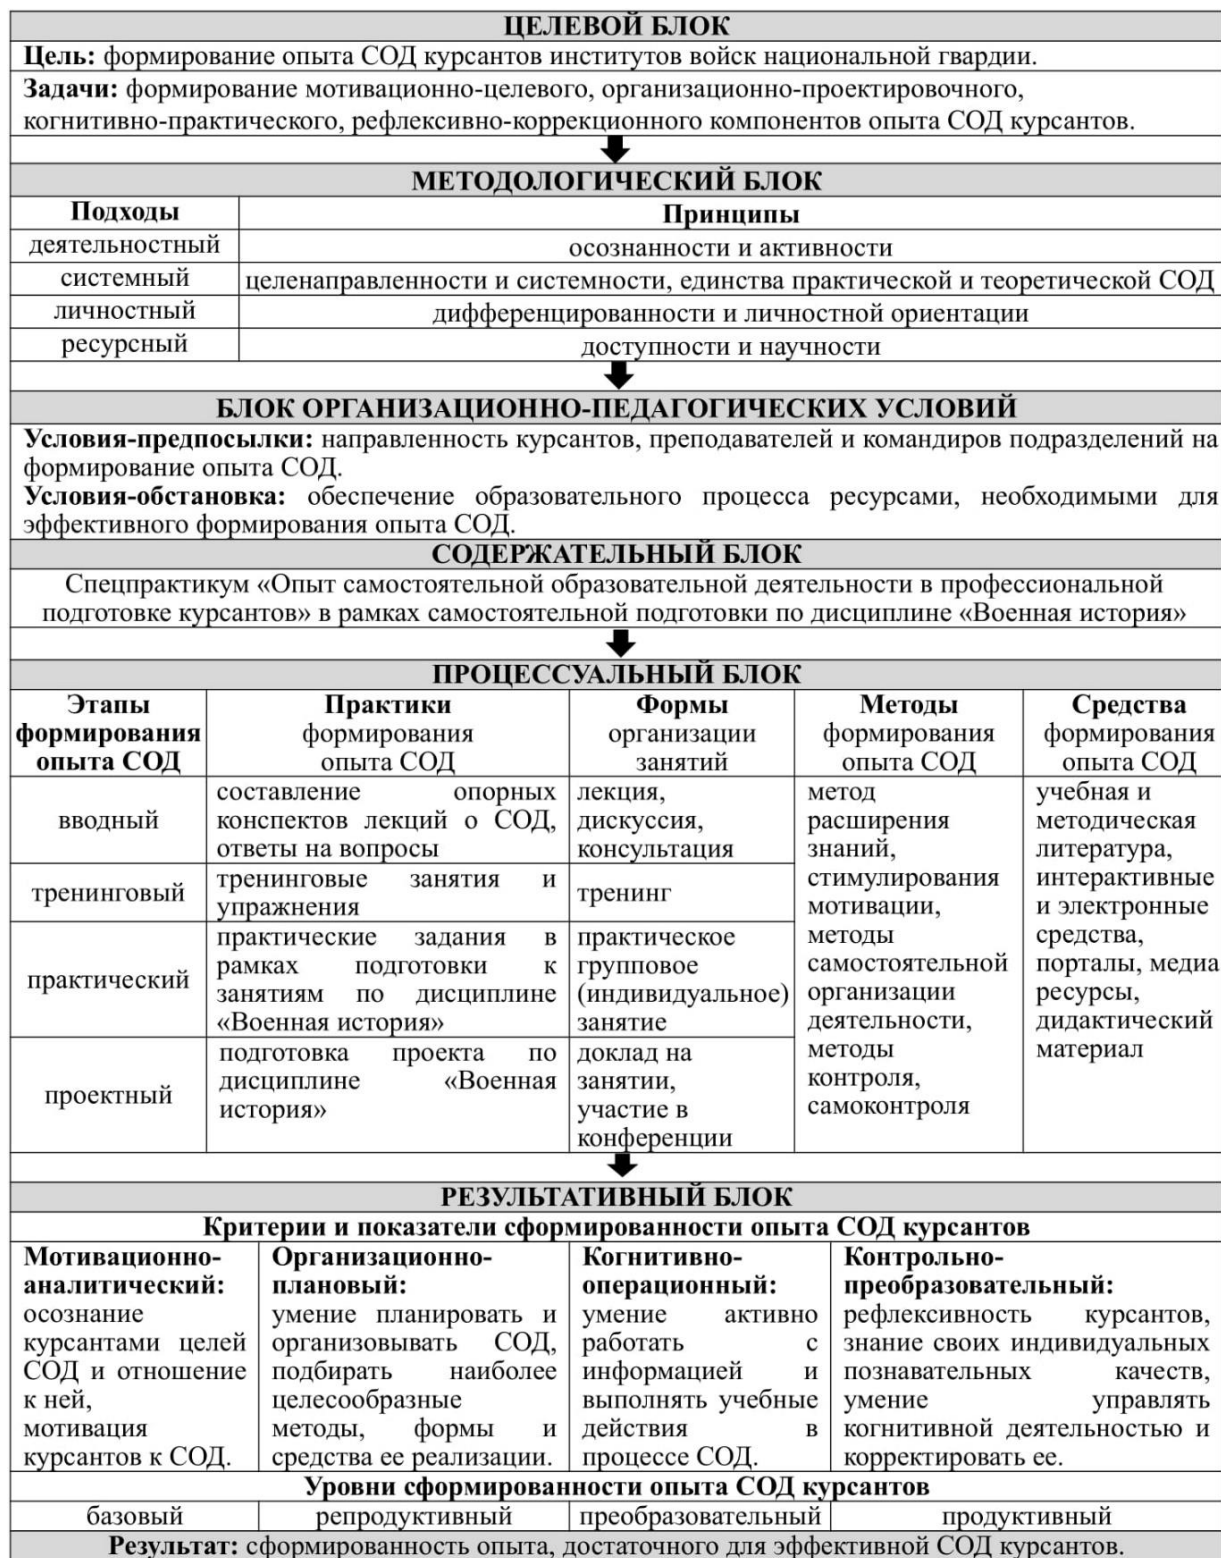 ЦЕЛЕВОЙ БЛОК
Цель: формирование опыта СОД курсантов институтов войск национальной гвардии.
Задачи: формирование мотивационно-целевого, организационно-проектировочного,
когнитивно-практического, рефлексивно-коррекционного компонентов опыта СОД курсантов.
МЕТОДОЛОГИЧЕСКИЙ БЛОК
Подходы
Принципы
деятельностный
осознанности и активности
системный
целенаправленности и системности, единства практической и теоретической СОД
личностный
дифференцированности и личностной ориентации
ресурсный
доступности и научности
БЛОК ОРГАНИЗАЦИОННО-ПЕДАГОГИЧЕСКИХ УСЛОВИЙ
Условия-предпосылки: направленность курсантов, преподавателей и командиров подразделений на
формирование опыта СОД.
Условия-обстановка: обеспечение образовательного процесса ресурсами, необходимыми для
эффективного формирования опыта СОД.
СОДЕРЖАТЕЛЬНЫЙ БЛОК
Спецпрактикум «Опыт самостоятельной образовательной деятельности в профессиональной
подготовке курсантов» в рамках самостоятельной подготовки по дисциплине «Военная история»
ПРОЦЕССУАЛЬНЫЙ БЛОК
Этапы
формирования
опыта СОД
Практики
формирования
опыта СОД
Формы
организации
занятий
Методы
формирования
опыта СОД
Средства
формирования
опыта СОД
вводный
составление опорных
конспектов лекций о СОД,
ответы на вопросы
лекция,
дискуссия,
консультация
метод
расширения
знаний,
стимулирования
мотивации,
методы
самостоятельной
организации
деятельности,
методы
контроля,
самоконтроля
учебная и
методическая
литература,
интерактивные
и электронные
средства,
порталы, медиа
ресурсы,
дидактический
материал
тренинговый
тренинговые занятия и
упражнения
тренинг
практический
практические задания в
рамках подготовки к
занятиям по дисциплине
«Военная история»
практическое
групповое
(индивидуальное)
занятие
проектный
подготовка проекта по
дисциплине «Военная
история»
доклад на
занятии,
участие в
конференции
РЕЗУЛЬТАТИВНЫЙ БЛОК
Критерии и показатели сформированности опыта СОД курсантов
Мотивационно-
аналитический:
осознание
курсантами целей
СОД и отношение
к ней,
мотивация
курсантов к СОД.
Организационно-
плановый:
умение планировать и
организовывать СОД,
подбирать наиболее
целесообразные
методы, формы и
средства ее реализации.
Когнитивно-
операционный:
умение активно
работать с
информацией и
выполнять учебные
действия в
процессе СОД.
Контрольно-
преобразовательный:
рефлексивность курсантов,
знание своих индивидуальных
познавательных качеств,
умение управлять
когнитивной деятельностью и
корректировать ее.
Уровни сформированности опыта СОД курсантов
базовый
репродуктивный
преобразовательный
продуктивный
Результат: сформированность опыта, достаточного для эффективной СОД курсантов.